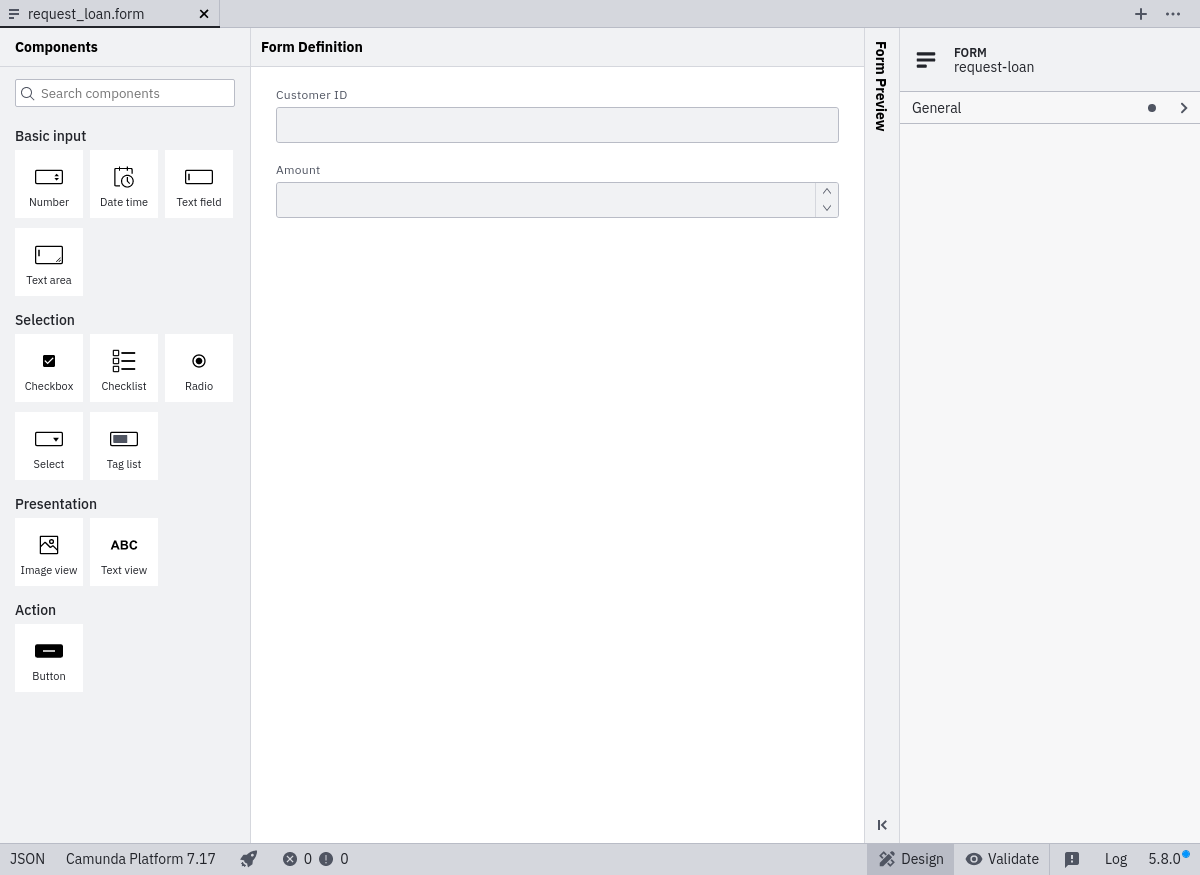 request_loan.form
Components
Search components
Basic input
Number
Date time
Text field
Text area
Selection
Checkbox
Checklist
Radio
Select
Tag list
Presentation
Image view
ABC
Text view
Action
Button
Form Definition
Customer ID
Amount
Form Preview
FORM
request-loan
General
JSON
Camunda Platform 7.17
0
0
Design
Validate
Log
5.8.0